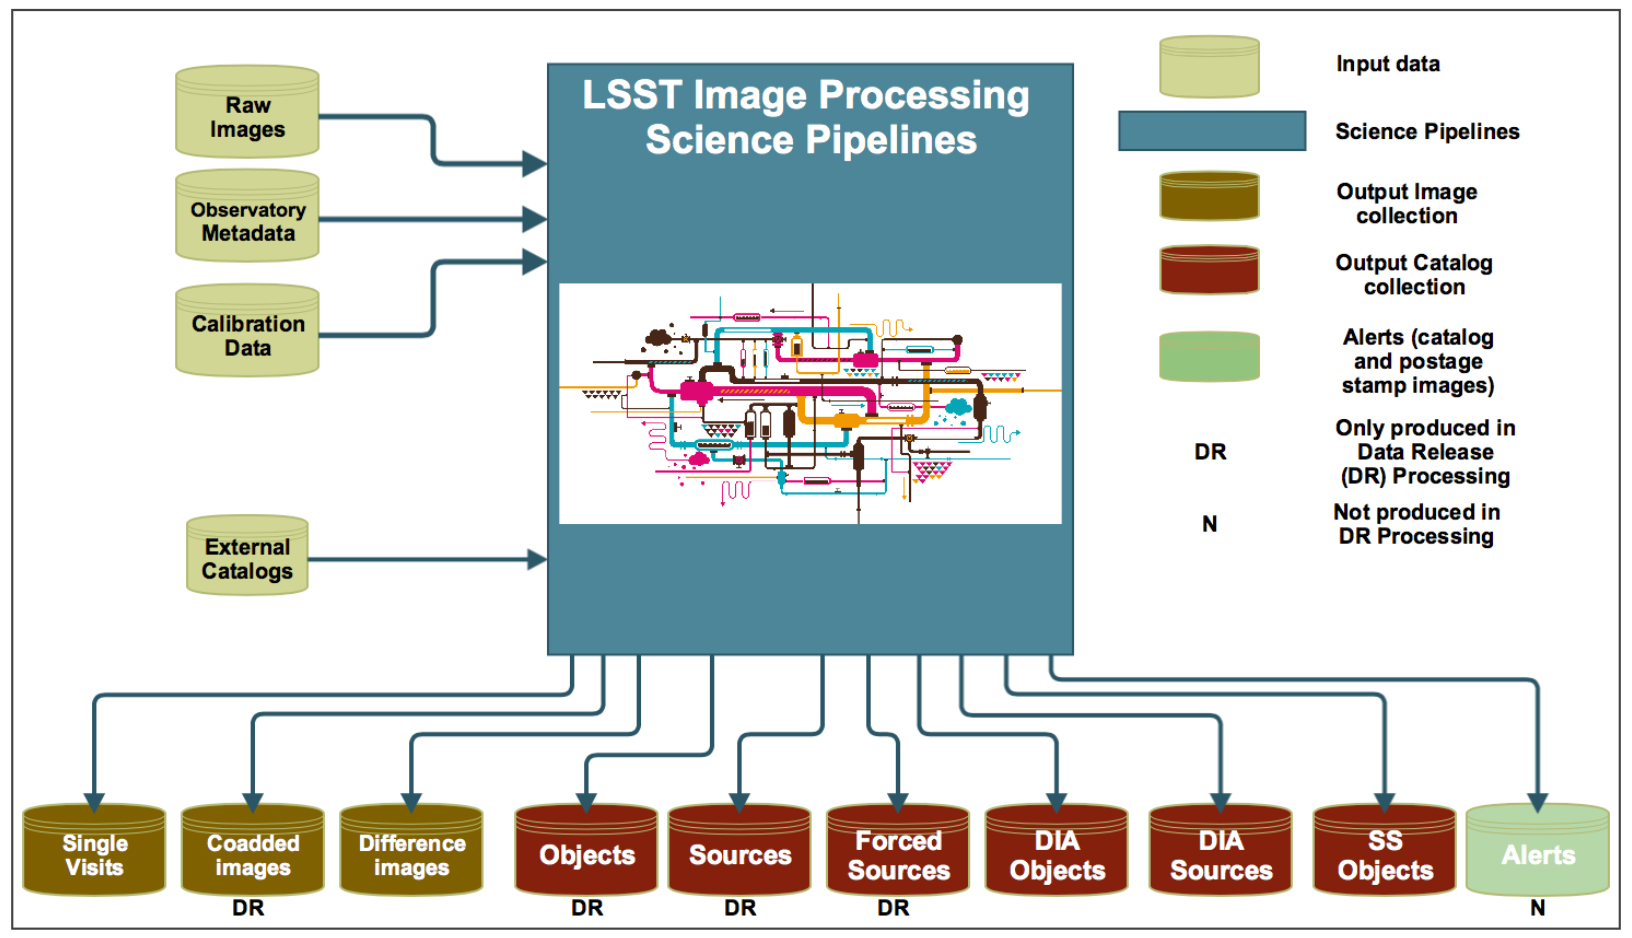 LSST Image Processing
Science Pipelines
Raw
Images
Observatory
Metadata
Calibration
Data
External
Catalogs
Input data
Science Pipelines
Output Image
collection
Output Catalog
collection
Alerts (catalog
and postage
stamp images)
DR
Only produced in
Data Release
(DR) Processing
N
Not produced in
DR Processing
Single
Visits
Coadded
images
DR
Difference
images
Objects
DR
Sources
DR
Forced
Sources
DR
DIA
Objects
DIA
Sources
SS
Objects
Alerts
N